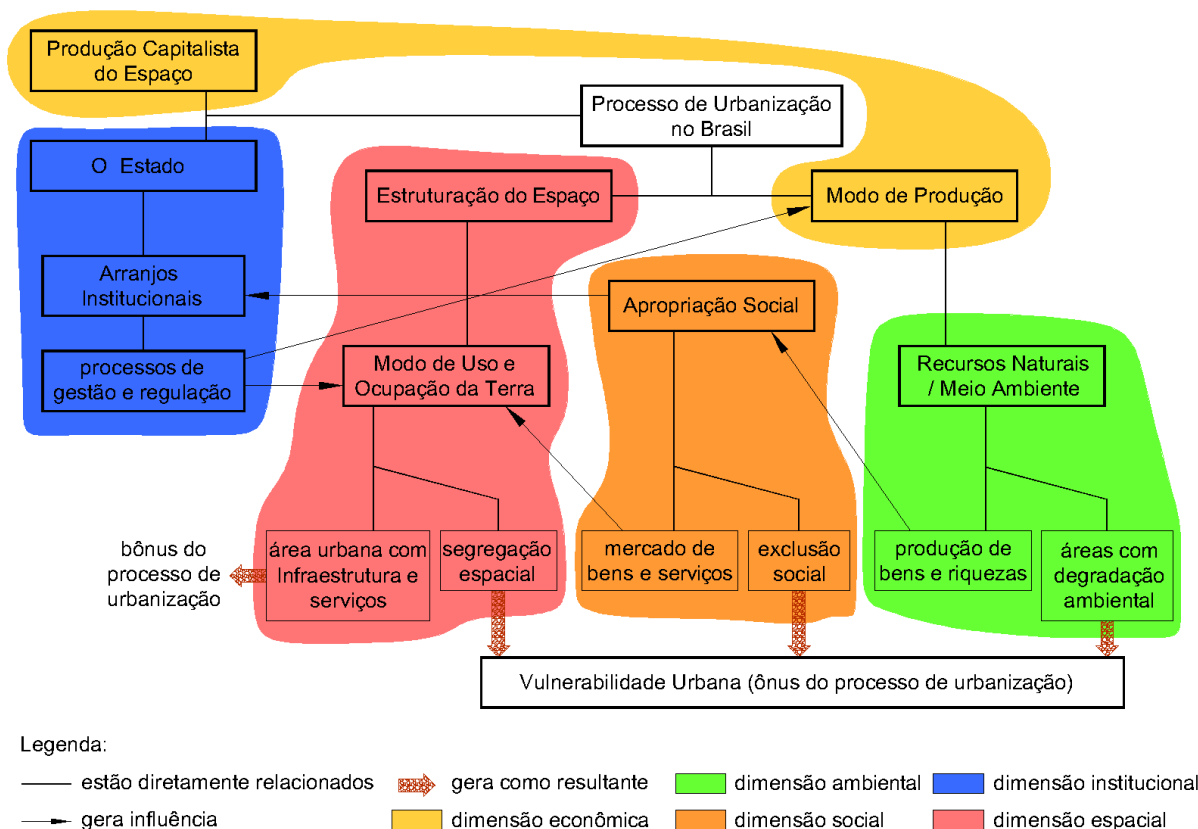 Produção Capitalista
do Espaço
Processo de Urbanização
no Brasil
O Estado
Estruturação do Espaço
Modo de Produção
Arranjos
Institucionais
Apropriação Social
processos de
gestão e regulação
Modo de Uso e
Ocupação da Terra
Recursos Naturais
/ Meio Ambiente
bônus do
processo de
urbanização
área urbana com
Infraestrutura e
serviços
segregação
espacial
mercado de
bens e serviços
exclusão
social
produção de
bens e riquezas
áreas com
degradação
ambiental
Vulnerabilidade Urbana (ônus do processo de urbanização)
Legenda:
estão diretamente relacionados
gera como resultante
dimensão ambiental
dimensão institucional
gera influência
dimensão econômica
dimensão social
dimensão espacial